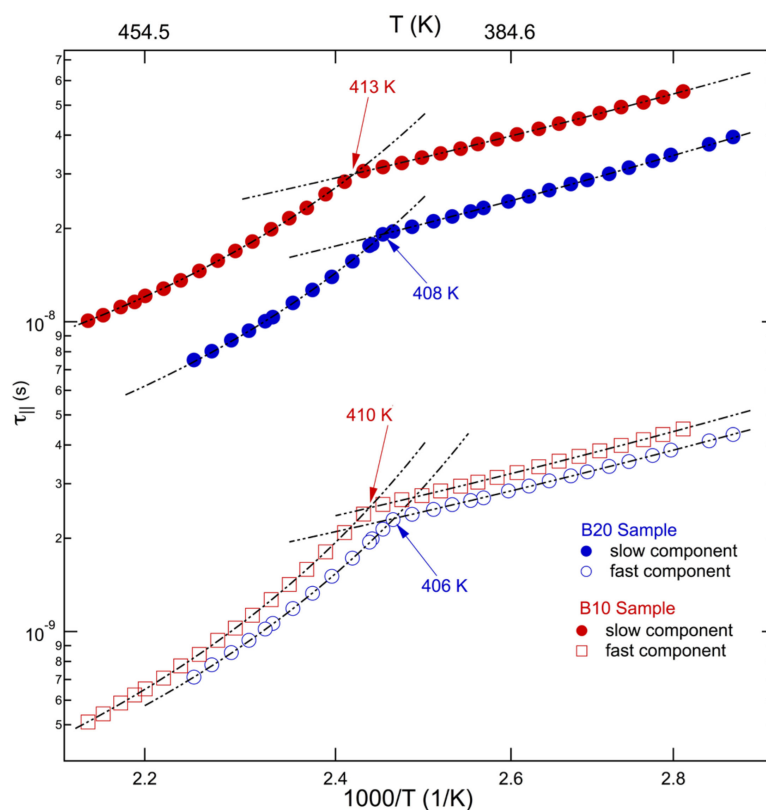 T (K)
454.5
384.6
7
6
5
4
3
2
10⁻⁸
9
8
7
6
5
4
3
2
10⁻⁹
9
8
7
6
5
τ|| (s)
413 K
408 K
410 K
406 K
B20 Sample
slow component
fast component
B10 Sample
slow component
fast component
2.2
2.4
2.6
2.8
1000/T (1/K)